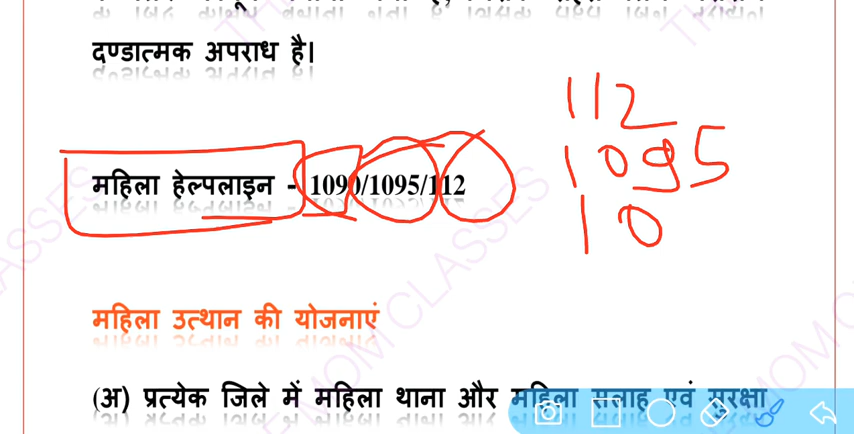 दण्डात्मक अपराध है।
112
महिला हेल्पलाइन - 1090/1095/112
1095
10
महिला उत्थान की योजनाएं
(अ) प्रत्येक जिले में महिला थाना और महिला सलाह एवं सुरक्षा